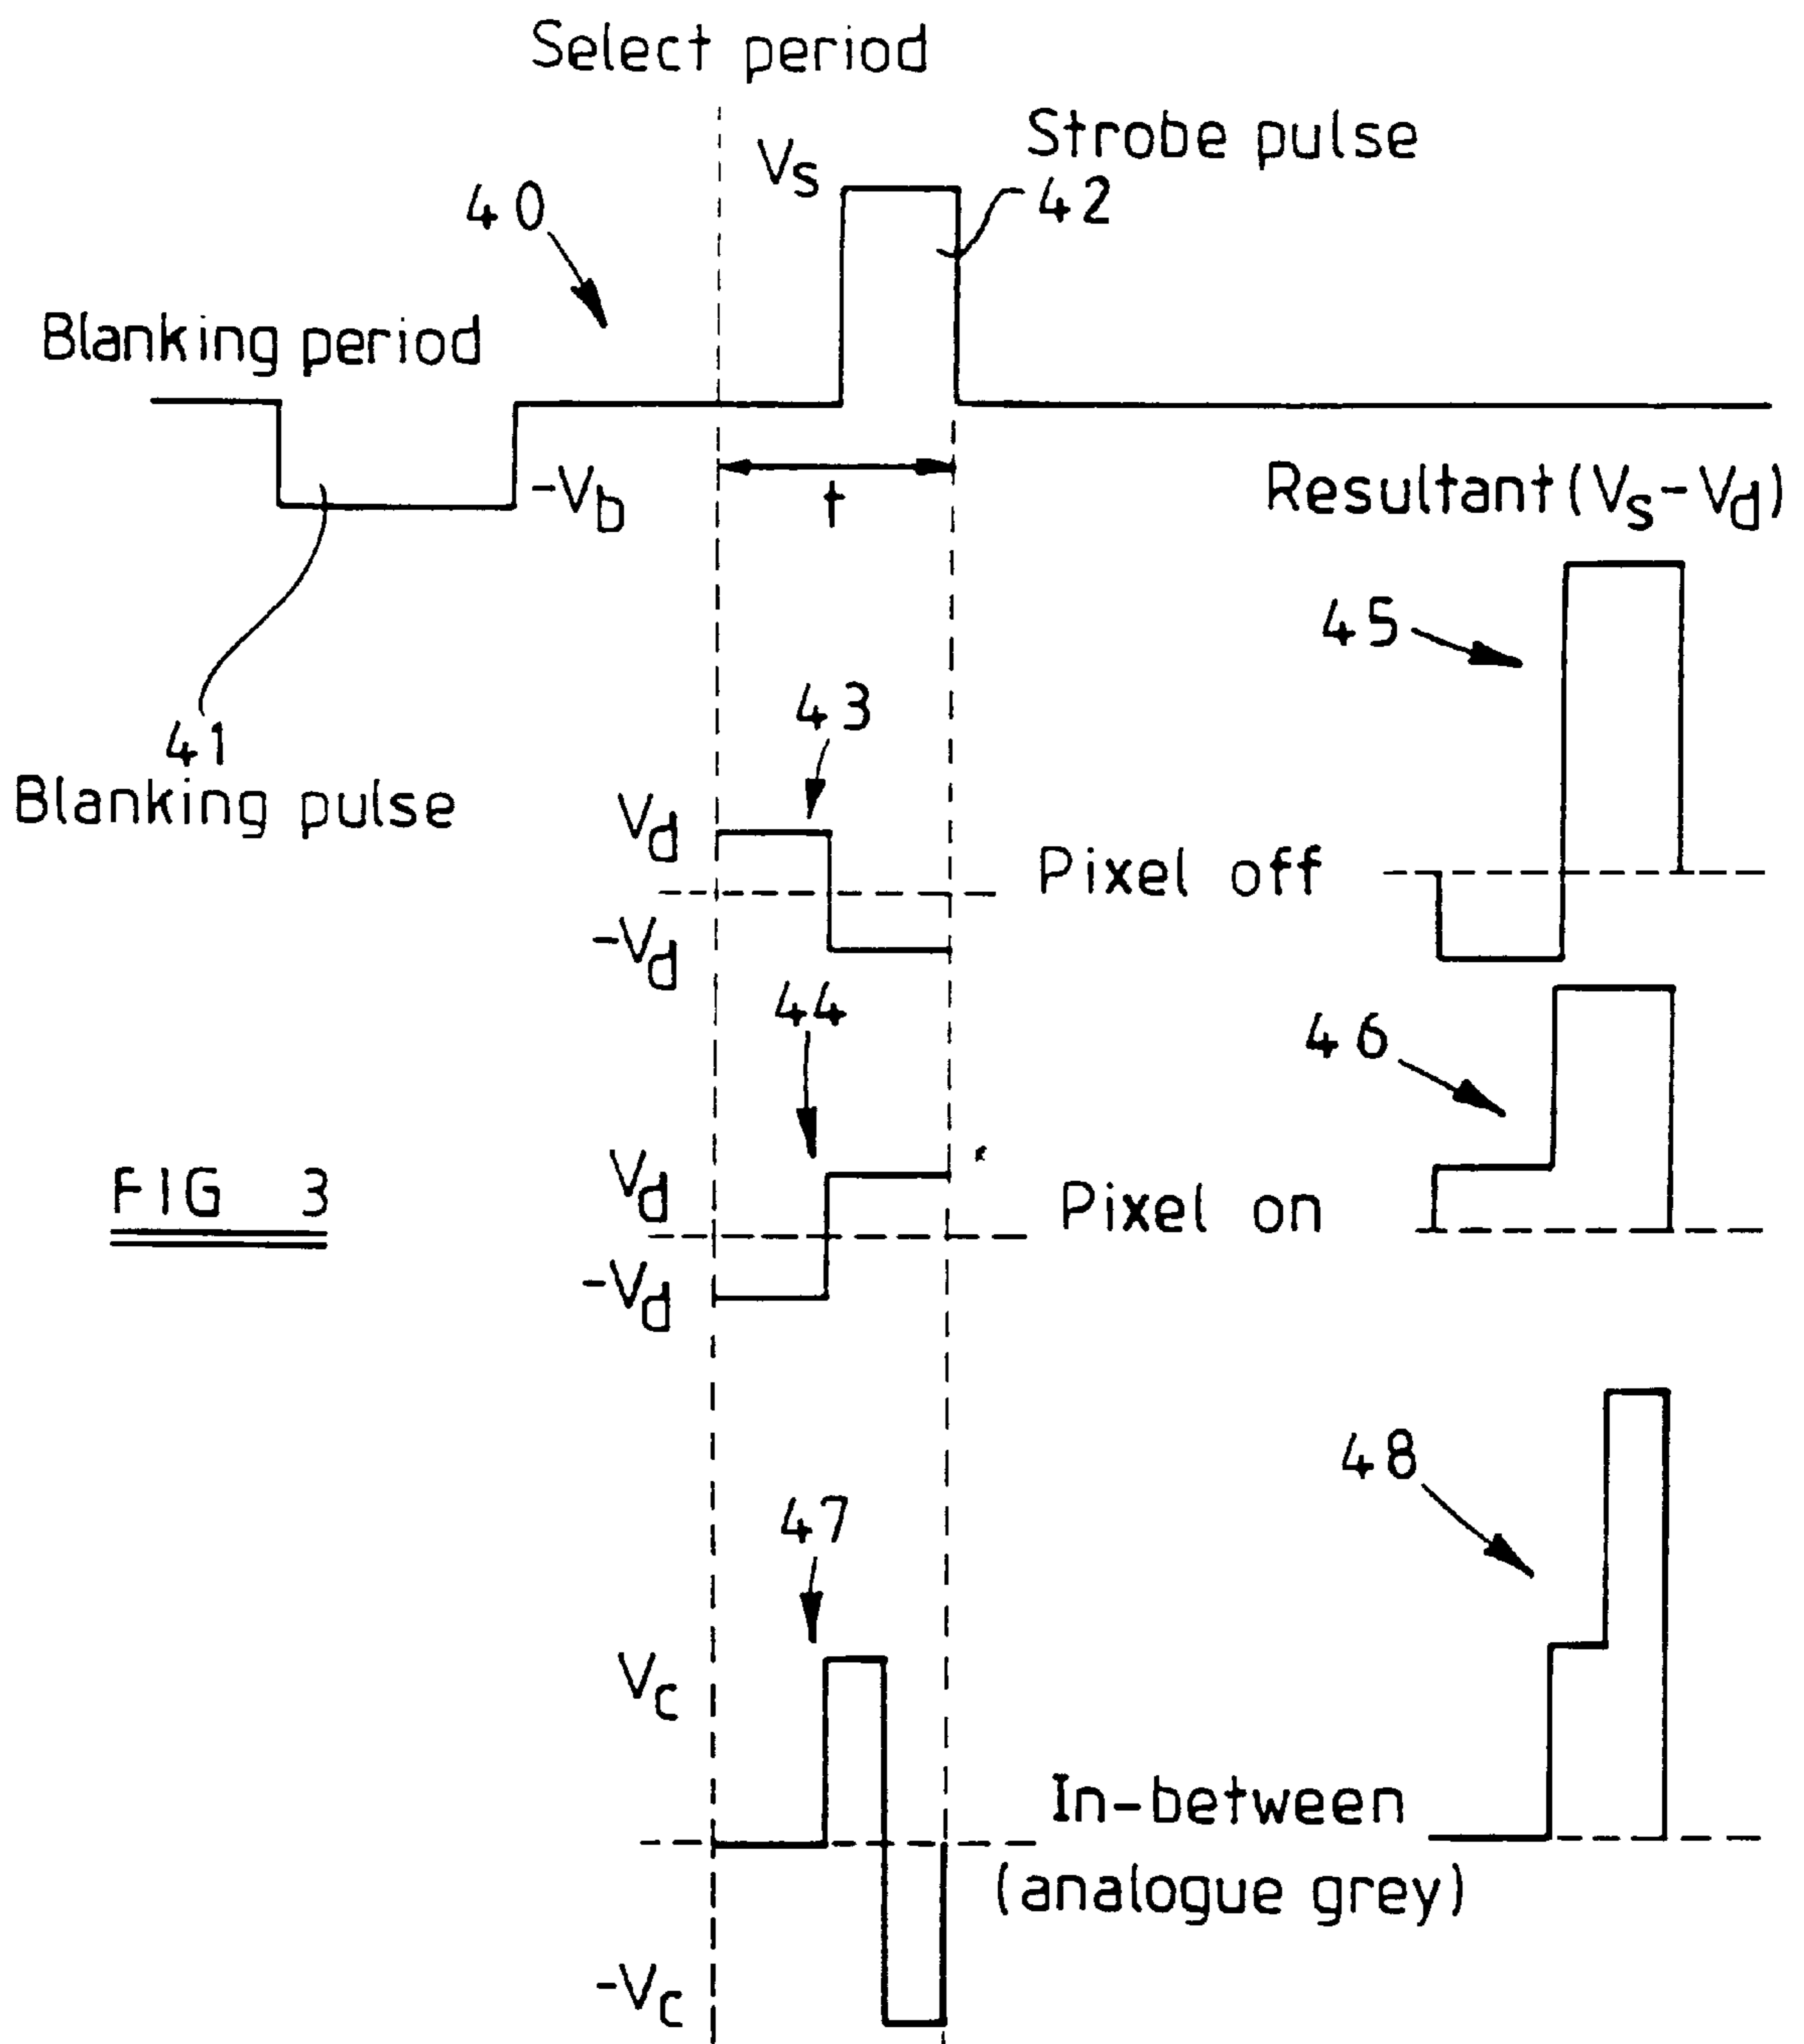 Select period
Strobe pulse
Vs
42
40
Blanking period
-Vb
t
Resultant (Vs-Vd)
45
41
Blanking pulse
43
Vd
-Vd
Pixel off
44
46
Vd
-Vd
Pixel on
FIG 3
48
47
Vc
-Vc
In-between
(analogue grey)